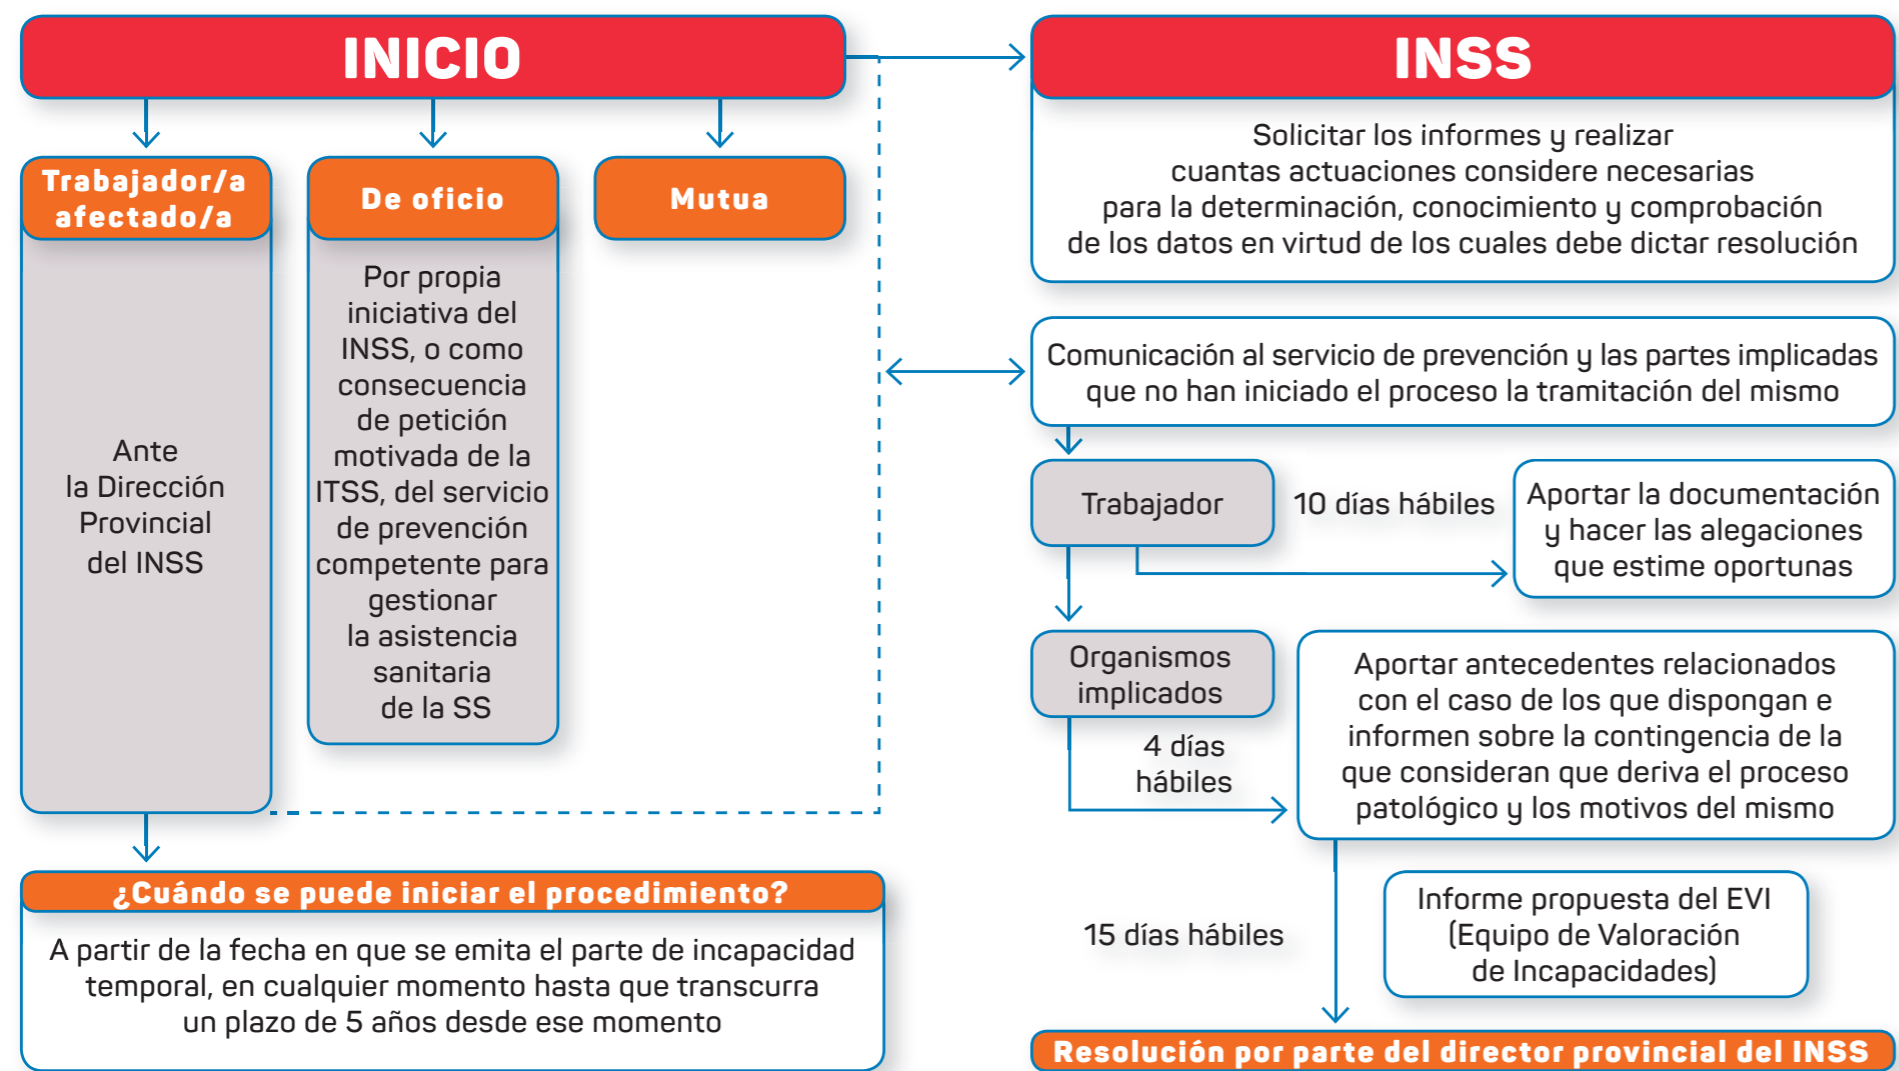 INICIO
Trabajador/a
afectado/a
Ante
la Dirección
Provincial
del INSS
De oficio
Por propia
iniciativa del
INSS, o como
consecuencia
de petición
motivada de la
ITSS, del servicio
de prevención
competente para
gestionar
la asistencia
sanitaria
de la SS
Mutua
¿Cuándo se puede iniciar el procedimiento?
A partir de la fecha en que se emita el parte de incapacidad
temporal, en cualquier momento hasta que transcurra
un plazo de 5 años desde ese momento
INSS
Solicitar los informes y realizar
cuantas actuaciones considere necesarias
para la determinación, conocimiento y comprobación
de los datos en virtud de los cuales debe dictar resolución
Comunicación al servicio de prevención y las partes implicadas
que no han iniciado el proceso la tramitación del mismo
Trabajador
10 días hábiles
Aportar la documentación
y hacer las alegaciones
que estime oportunas
Organismos
implicados
4 días
hábiles
Aportar antecedentes relacionados
con el caso de los que dispongan e
informen sobre la contingencia de la
que consideran que deriva el proceso
patológico y los motivos del mismo
15 días hábiles
Informe propuesta del EVI
(Equipo de Valoración
de Incapacidades)
Resolución por parte del director provincial del INSS